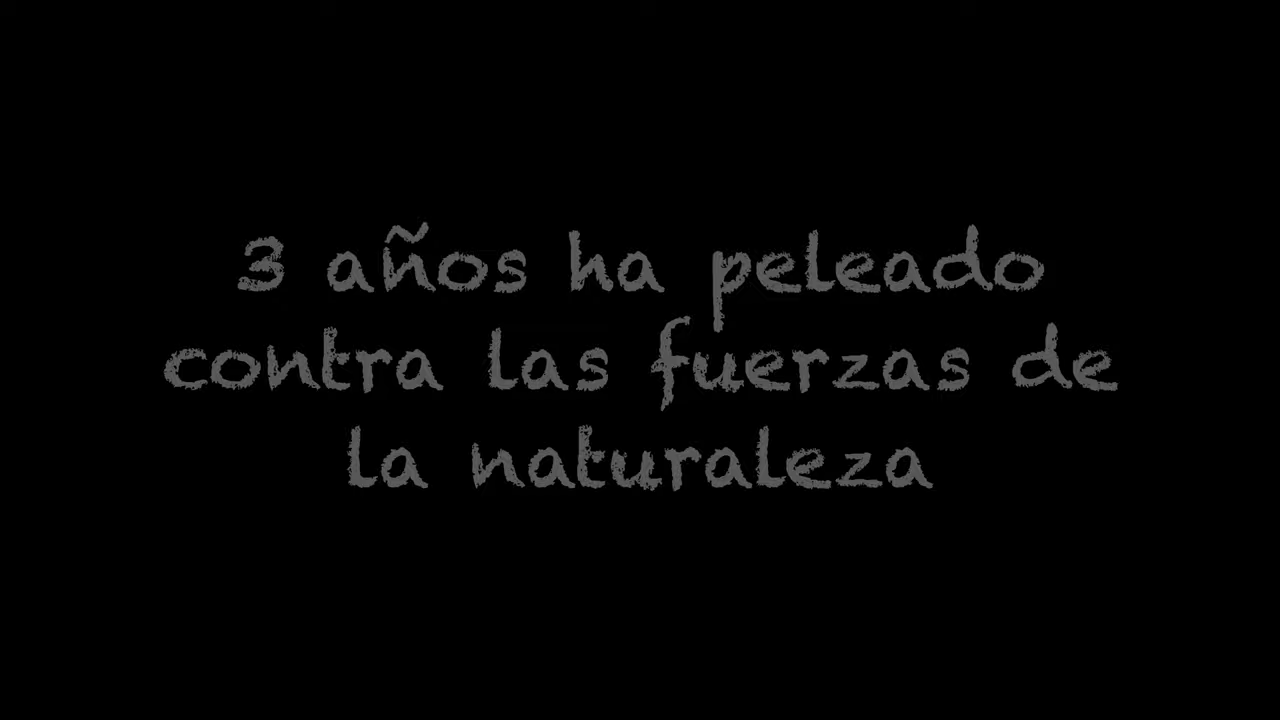 3 años ha peleado
contra las fuerzas de
la naturaleza